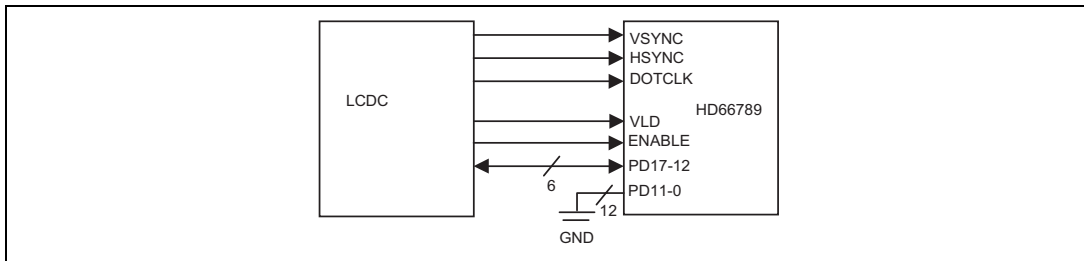 VSYNC
HSYNC
DOTCLK
LCDC
HD66789
VLD
ENABLE
PD17-12
6
PD11-0
12
GND